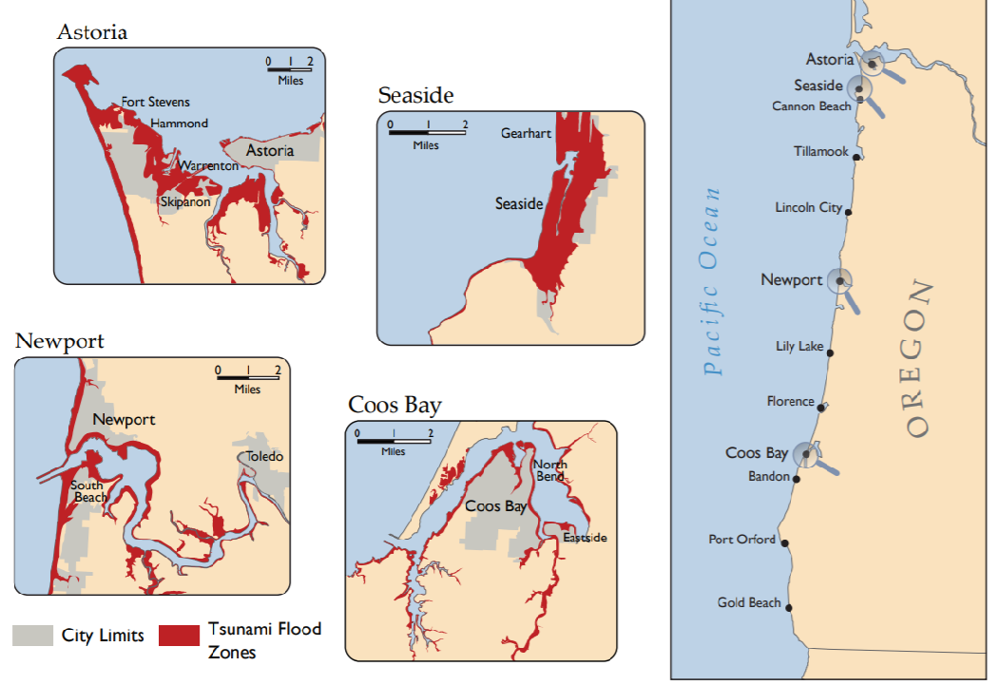 Astoria
0 1 2
Miles
Fort Stevens
Hammond
Astoria
Warrenton
Skipanon
Seaside
0 1 2
Miles
Gearhart
Seaside
Newport
0 1 2
Miles
Newport
Toledo
South
Beach
Coos Bay
0 1 2
Miles
North
Bend
Coos Bay
Eastside
City Limits
Tsunami Flood
Zones
Astoria
Seaside
Cannon Beach
Tillamook
Pacific Ocean
Lincoln City
Newport
OREGON
Lily Lake
Florence
Coos Bay
Bandon
Port Orford
Gold Beach